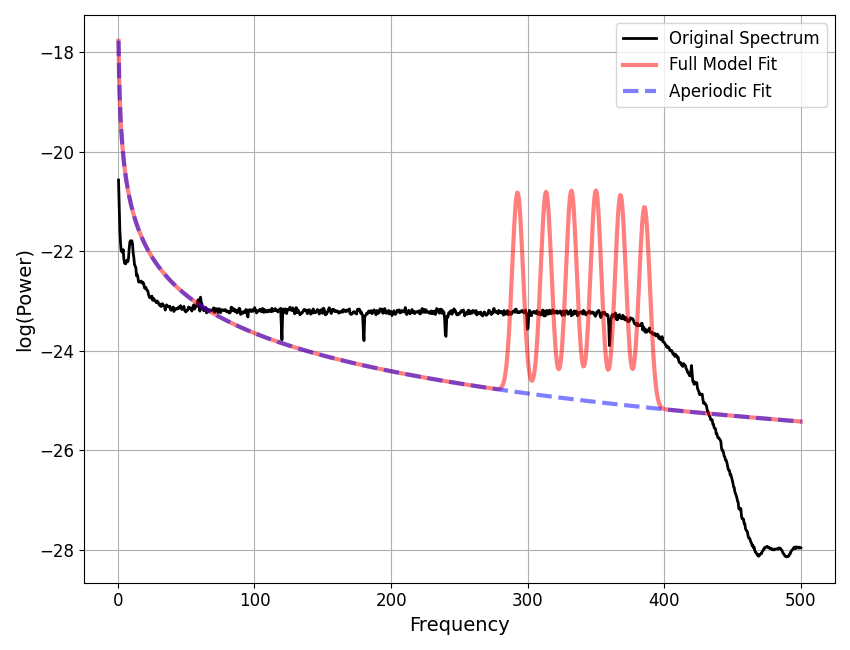 Original Spectrum
Full Model Fit
Aperiodic Fit
log(Power)
−18
−20
−22
−24
−26
−28
0 100 200 300 400 500
Frequency